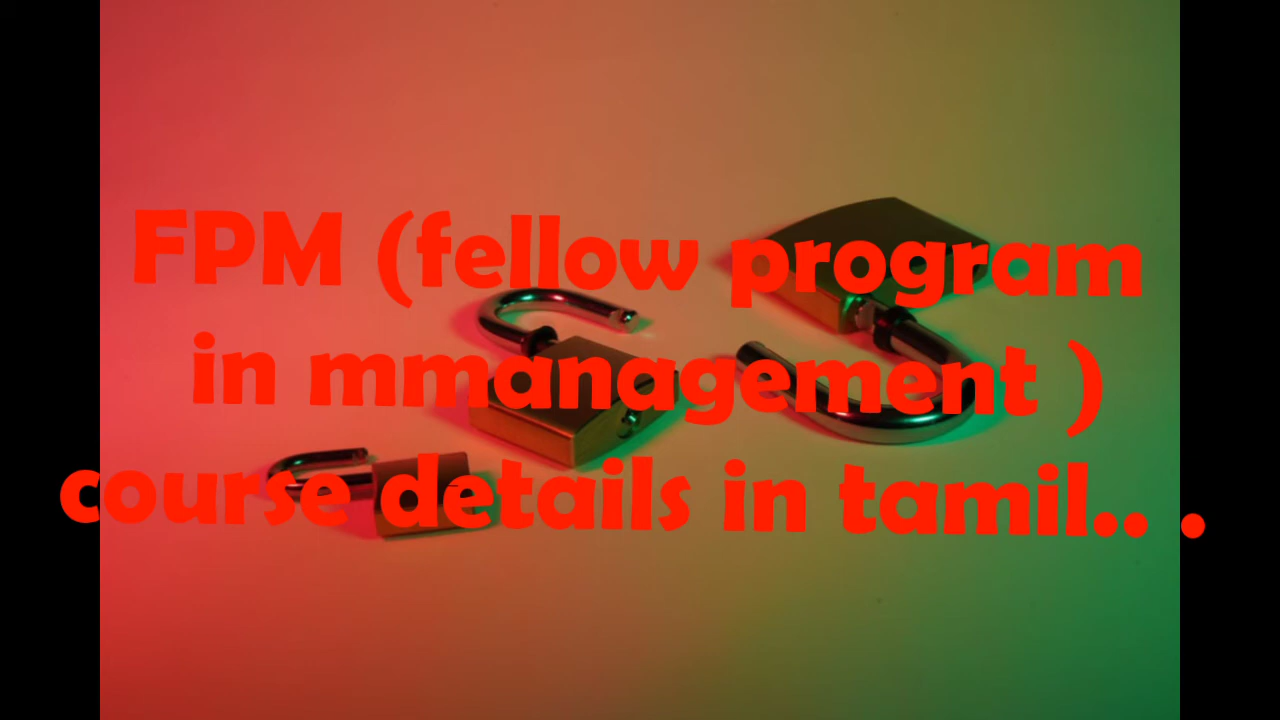 FPM (fellow program
in mmanagement )
course details in tamil.. .